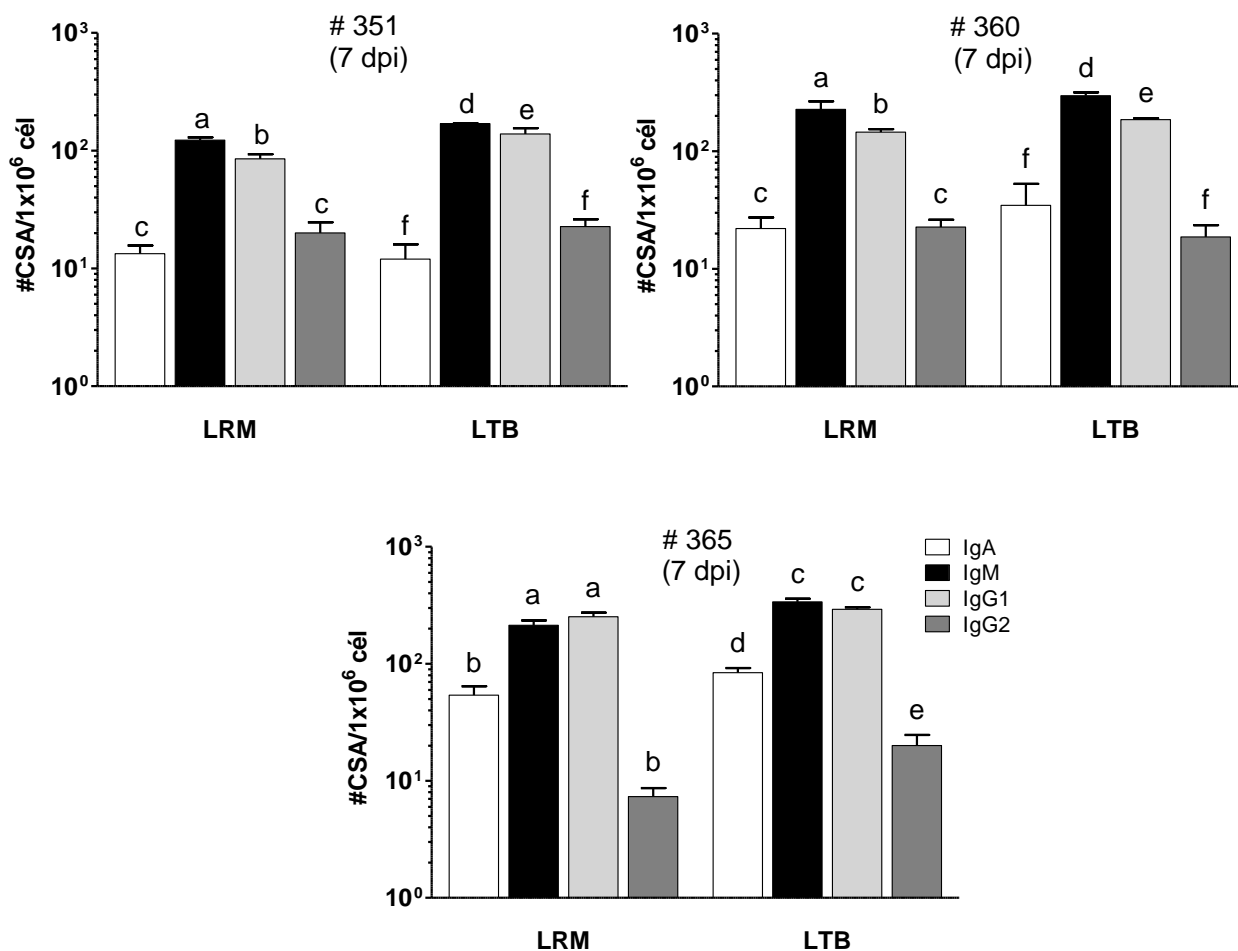 # 351
(7 dpi)
#CSA/1x10⁶ cél
10³
10²
10¹
10⁰
c a b c f d e f
LRM LTB
# 360
(7 dpi)
#CSA/1x10⁶ cél
10³
10²
10¹
10⁰
c a b c f d e f
LRM LTB
# 365
(7 dpi)
#CSA/1x10⁶ cél
10³
10²
10¹
10⁰
b a a b d c c e
LRM LTB
IgA
IgM
IgG1
IgG2